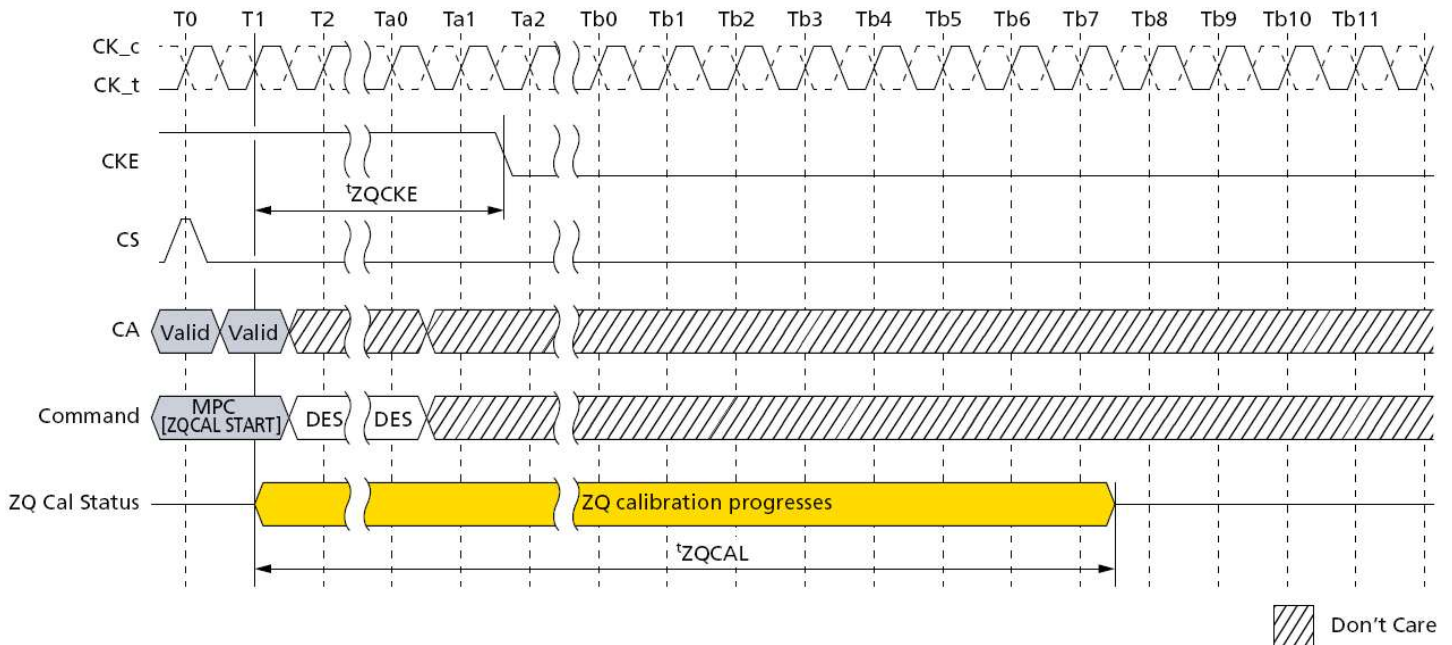 T0 T1 T2 Ta0 Ta1 Ta2 Tb0 Tb1 Tb2 Tb3 Tb4 Tb5 Tb6 Tb7 Tb8 Tb9 Tb10 Tb11
CK_c
CK_t
CKE
tZQCKE
CS
CA Valid Valid
Command MPC
[ZQCAL START] DES DES
ZQ Cal Status ZQ calibration progresses
tZQCAL
Don't Care